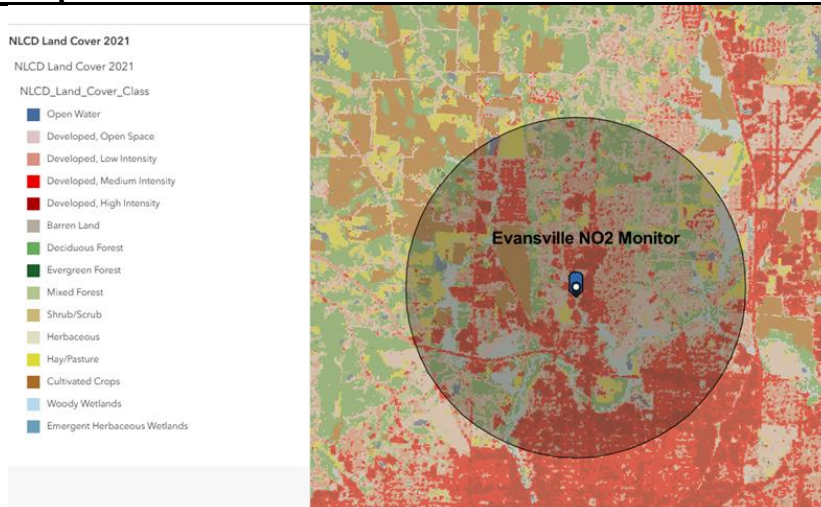 NLCD Land Cover 2021
NLCD Land Cover 2021
NLCD_Land_Cover_Class
Open Water
Developed, Open Space
Developed, Low Intensity
Developed, Medium Intensity
Developed, High Intensity
Barren Land
Deciduous Forest
Evergreen Forest
Mixed Forest
Shrub/Scrub
Herbaceous
Hay/Pasture
Cultivated Crops
Woody Wetlands
Emergent Herbaceous Wetlands
Evansville NO2 Monitor